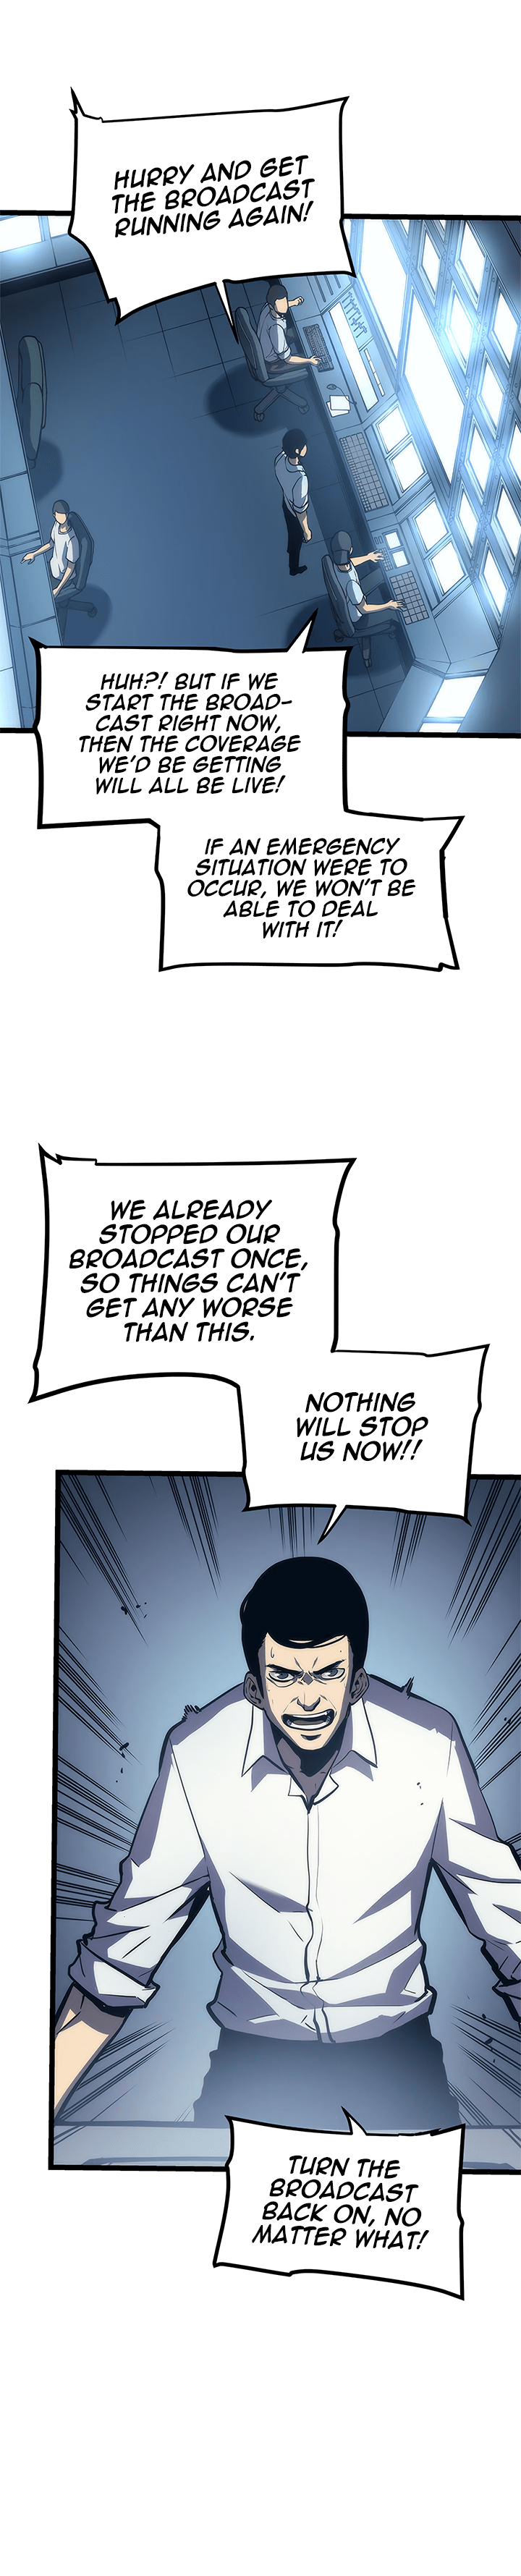 HURRY AND GET
THE BROADCAST
RUNNING AGAIN!
HUH?! BUT IF WE
START THE BROAD-
CAST RIGHT NOW,
THEN THE COVERAGE
WE'D BE GETTING
WILL ALL BE LIVE!
IF AN EMERGENCY
SITUATION WERE TO
OCCUR, WE WON'T BE
ABLE TO DEAL
WITH IT!
WE ALREADY
STOPPED OUR
BROADCAST ONCE,
SO THINGS CAN'T
GET ANY WORSE
THAN THIS.
NOTHING
WILL STOP
US NOW!!
TURN THE
BROADCAST
BACK ON, NO
MATTER WHAT!